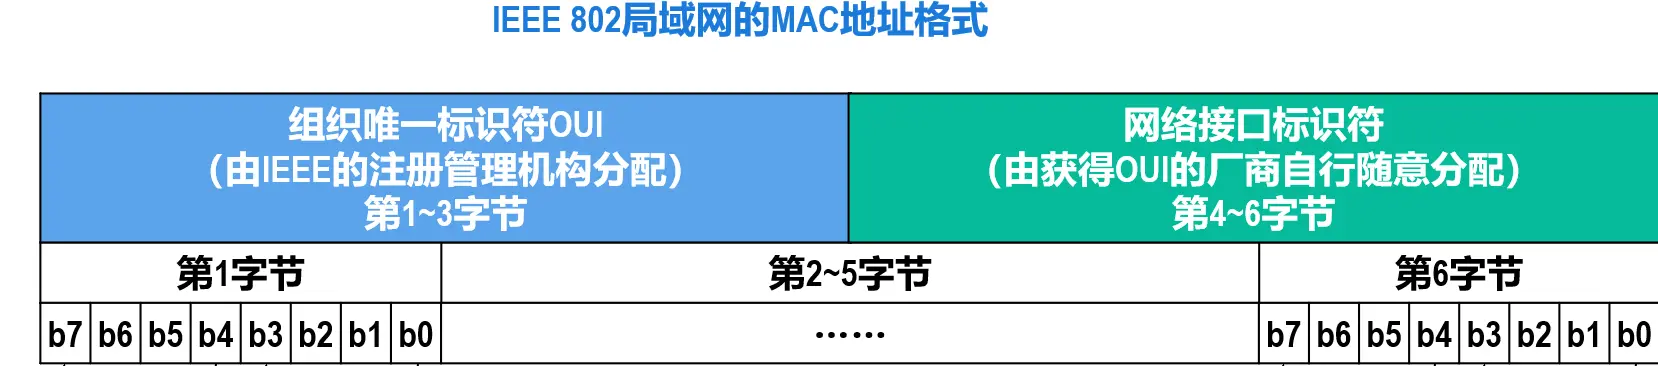 IEEE 802局域网的MAC地址格式
组织唯一标识符OUI
（由IEEE的注册管理机构分配）
第1~3字节
网络接口标识符
（由获得OUI的厂商自行随意分配）
第4~6字节
第1字节
第2~5字节
第6字节
b7 b6 b5 b4 b3 b2 b1 b0 …… b7 b6 b5 b4 b3 b2 b1 b0